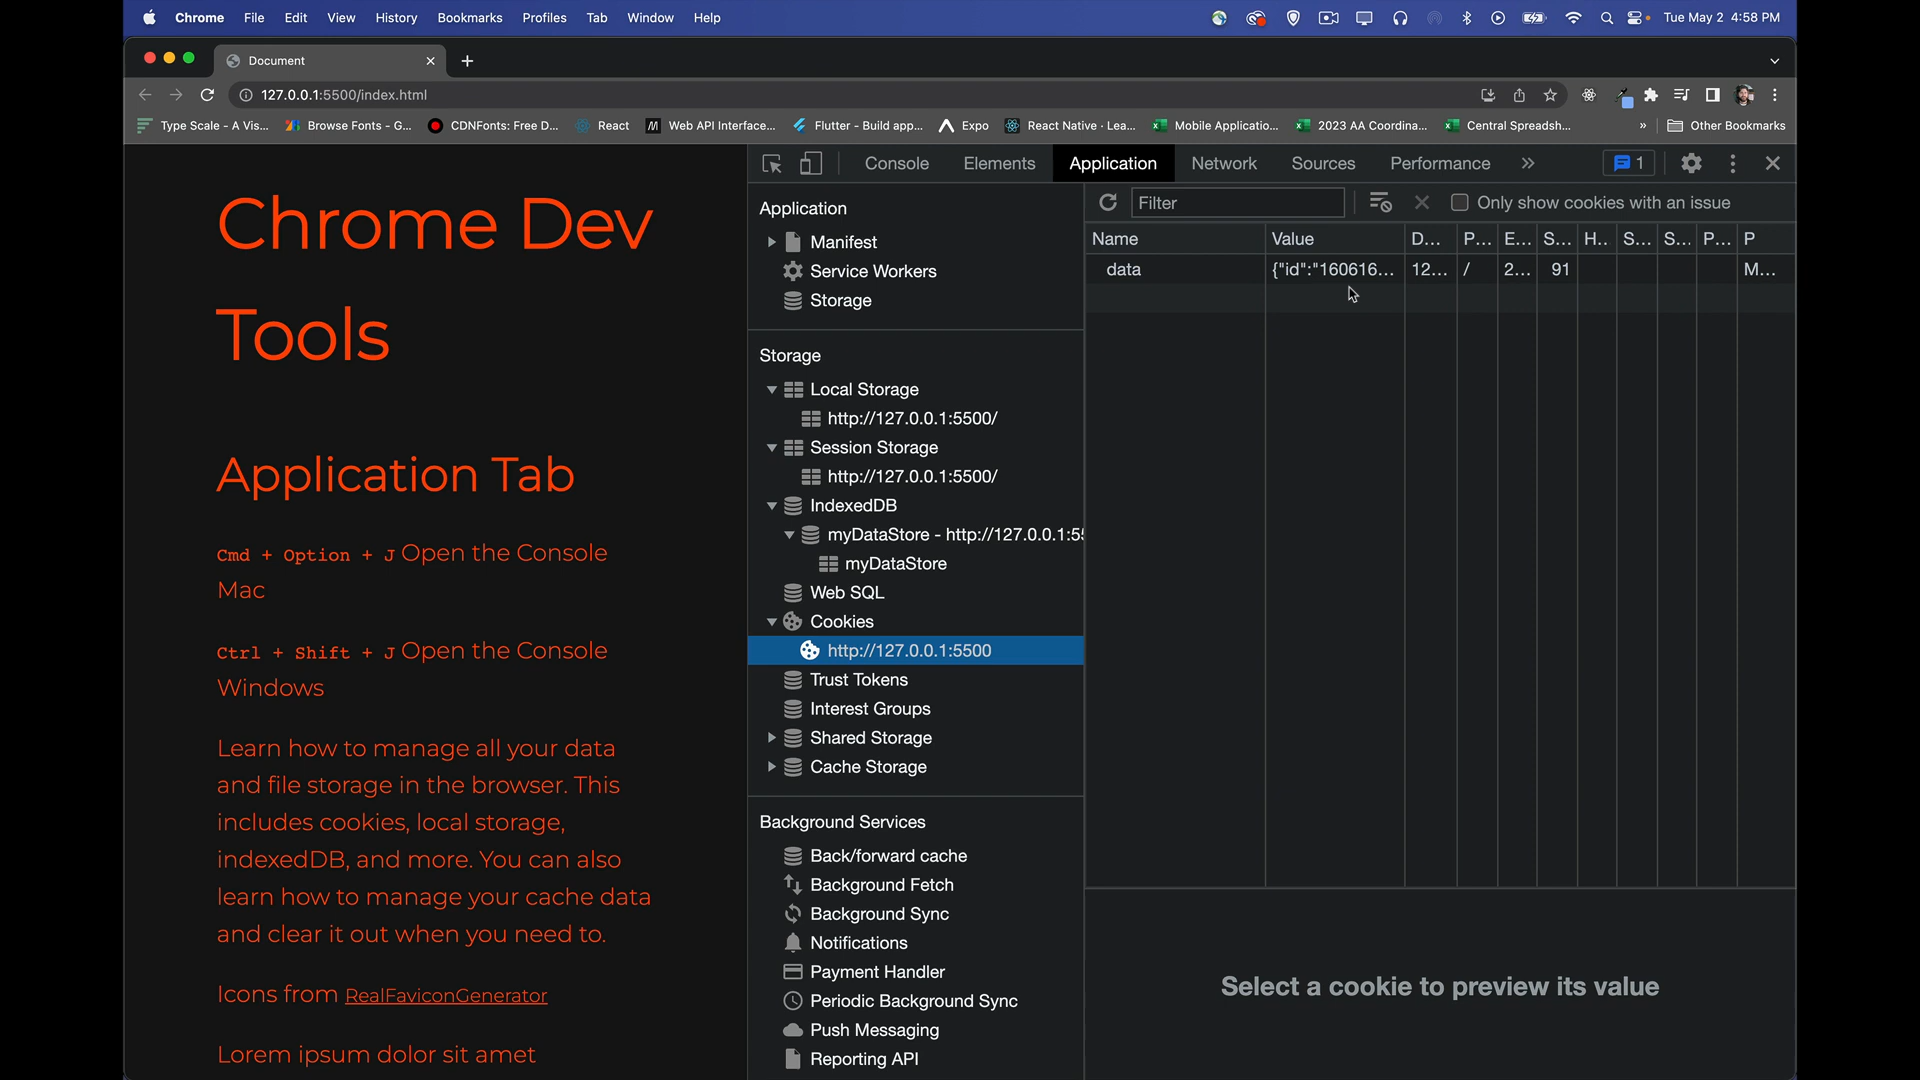 Chrome File Edit View History Bookmarks Profiles Tab Window Help
Tue May 2 4:58 PM
Document
127.0.0.1:5500/index.html
Type Scale - A Vis... Browse Fonts - G... CDNFonts: Free D... React Web API Interface... Flutter - Build app... Expo React Native · Lea... Mobile Applicatio... 2023 AA Coordina... Central Spreadsh... » Other Bookmarks
Chrome Dev
Tools
Application Tab
Cmd + Option + J Open the Console
Mac
Ctrl + Shift + J Open the Console
Windows
Learn how to manage all your data
and file storage in the browser. This
includes cookies, local storage,
indexedDB, and more. You can also
learn how to manage your cache data
and clear it out when you need to.
Icons from RealFaviconGenerator
Lorem ipsum dolor sit amet
Console Elements Application Network Sources Performance » 1
Application
Manifest
Service Workers
Storage
Storage
Local Storage
http://127.0.0.1:5500/
Session Storage
http://127.0.0.1:5500/
IndexedDB
myDataStore - http://127.0.0.1:55
myDataStore
Web SQL
Cookies
http://127.0.0.1:5500
Trust Tokens
Interest Groups
Shared Storage
Cache Storage
Background Services
Back/forward cache
Background Fetch
Background Sync
Notifications
Payment Handler
Periodic Background Sync
Push Messaging
Reporting API
Filter Only show cookies with an issue
Name Value D... P... E... S... H.. S... S... P... P
data {"id":"160616... 12... / 2... 91 M...
Select a cookie to preview its value